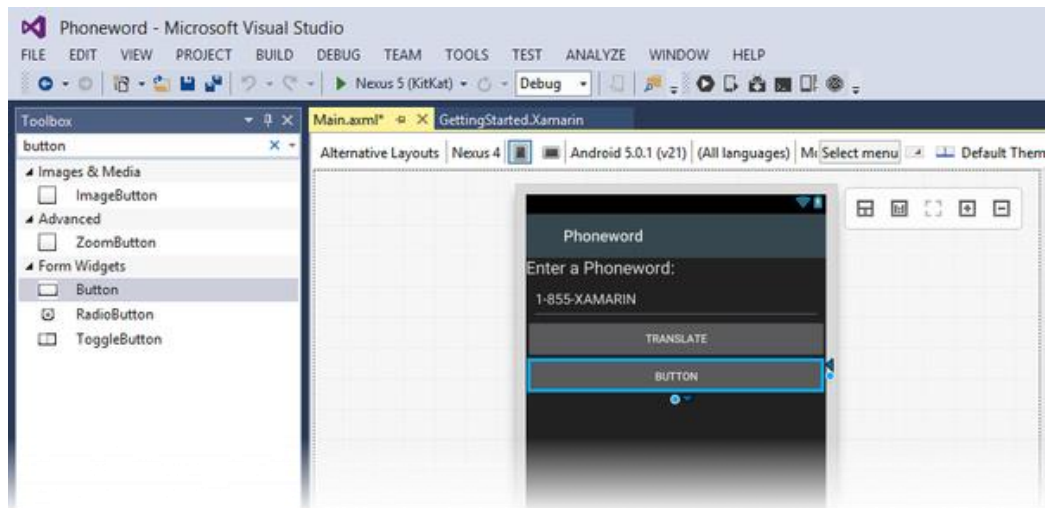 Phoneword - Microsoft Visual Studio
FILE EDIT VIEW PROJECT BUILD DEBUG TEAM TOOLS TEST ANALYZE WINDOW HELP
Nexus 5 (KitKat) Debug
Toolbox
Main.axml* GettingStarted.Xamarin
button
Alternative Layouts Nexus 4 Android 5.0.1 (v21) (All languages) Select menu Default Them
Images & Media
ImageButton
Advanced
ZoomButton
Form Widgets
Button
RadioButton
ToggleButton
Phoneword
Enter a Phoneword:
1-855-XAMARIN
TRANSLATE
BUTTON